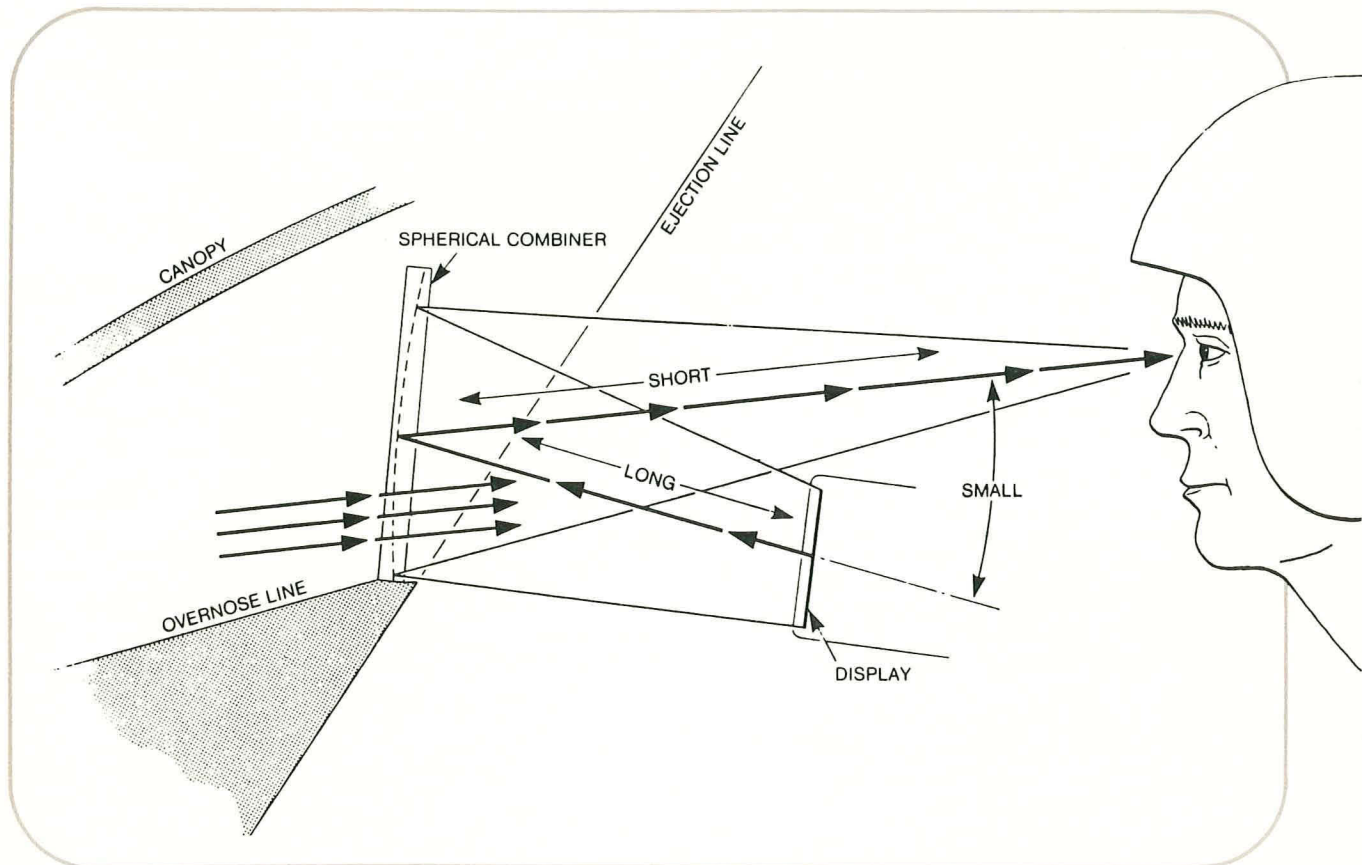 EJECTION LINE
CANOPY
SPHERICAL COMBINER
SHORT
LONG
SMALL
OVERNOSE LINE
DISPLAY